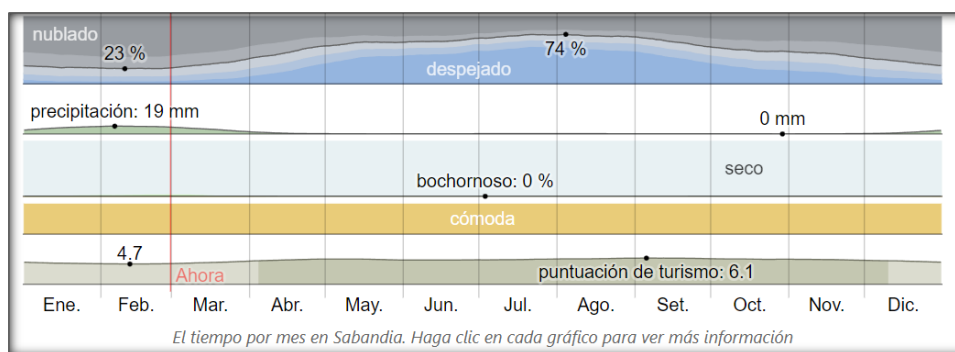 nublado
23 %
74 %
despejado
precipitación: 19 mm
0 mm
seco
bochornoso: 0 %
cómoda
4.7
Ahora
puntuación de turismo: 6.1
Ene. Feb. Mar. Abr. May. Jun. Jul. Ago. Set. Oct. Nov. Dic.
El tiempo por mes en Sabandia. Haga clic en cada gráfico para ver más información